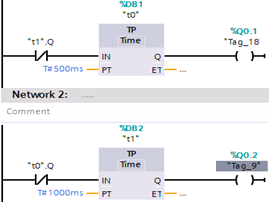 %DB1
"t0"
%Q0.1
"t1".Q
TP
Time
"Tag_18
IN
Q
T#500ms
PT
ET
...
Network 2:
.....
Comment
%DB2
"t1"
%Q0.2
"t0".Q
TP
Time
"Tag_9"
IN
Q
T#1000ms
PT
ET
...